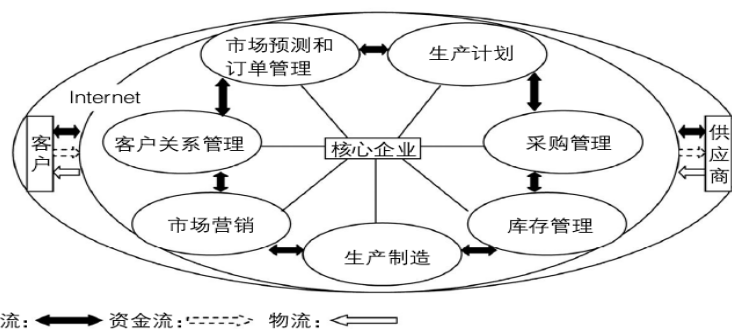 市场预测和
订单管理
生产计划
Internet
客户
客户关系管理
核心企业
采购管理
供应商
市场营销
库存管理
生产制造
流: 资金流: 物流: